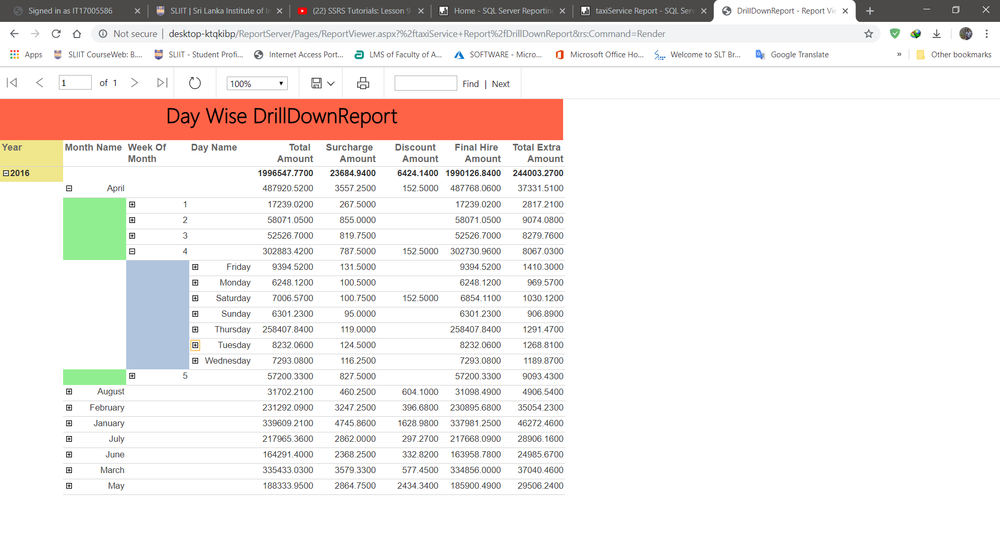 Signed in as IT17005586
SLIIT | Sri Lanka Institute of In
(22) SSRS Tutorials: Lesson 9
Home - SQL Server Reporting
taxiService Report - SQL Serv
DrillDownReport - Report Vie
Not secure | desktop-ktqkibp/ReportServer/Pages/ReportViewer.aspx?%2ftaxiService+Report%2fDrillDownReport&rs:Command=Render
Apps SLIIT CourseWeb: B.... SLIIT - Student Profi... Internet Access Port... LMS of Faculty of A... SOFTWARE - Micro... Microsoft Office Ho... Welcome to SLT Br... Google Translate » Other bookmarks
1 of 1 100% Find | Next
Day Wise DrillDownReport
Year Month Name Week Of Month Day Name Total Amount Surcharge Amount Discount Amount Final Hire Amount Total Extra Amount
2016 1996547.7700 23684.9400 6424.1400 1990126.8400 244003.2700
April 487920.5200 3557.2500 152.5000 487768.0600 37331.5100
1 17239.0200 267.5000 17239.0200 2817.2100
2 58071.0500 855.0000 58071.0500 9074.0800
3 52526.7000 819.7500 52526.7000 8279.7600
4 302883.4200 787.5000 152.5000 302730.9600 8067.0300
Friday 9394.5200 131.5000 9394.5200 1410.3000
Monday 6248.1200 100.5000 6248.1200 969.5700
Saturday 7006.5700 100.7500 152.5000 6854.1100 1030.1200
Sunday 6301.2300 95.0000 6301.2300 906.8900
Thursday 258407.8400 119.0000 258407.8400 1291.4700
Tuesday 8232.0600 124.5000 8232.0600 1268.8100
Wednesday 7293.0800 116.2500 7293.0800 1189.8700
5 57200.3300 827.5000 57200.3300 9093.4300
August 31702.2100 460.2500 604.1000 31098.4900 4906.5400
February 231292.0900 3247.2500 396.6800 230895.6800 35054.2300
January 339609.2100 4745.8600 1628.9800 337981.2500 46272.4600
July 217965.3600 2862.0000 297.2700 217668.0900 28906.1600
June 164291.4000 2368.2500 332.8200 163958.7800 24985.6700
March 335433.0300 3579.3300 577.4500 334856.0000 37040.4600
May 188333.9500 2864.7500 2434.3400 185900.4900 29506.2400